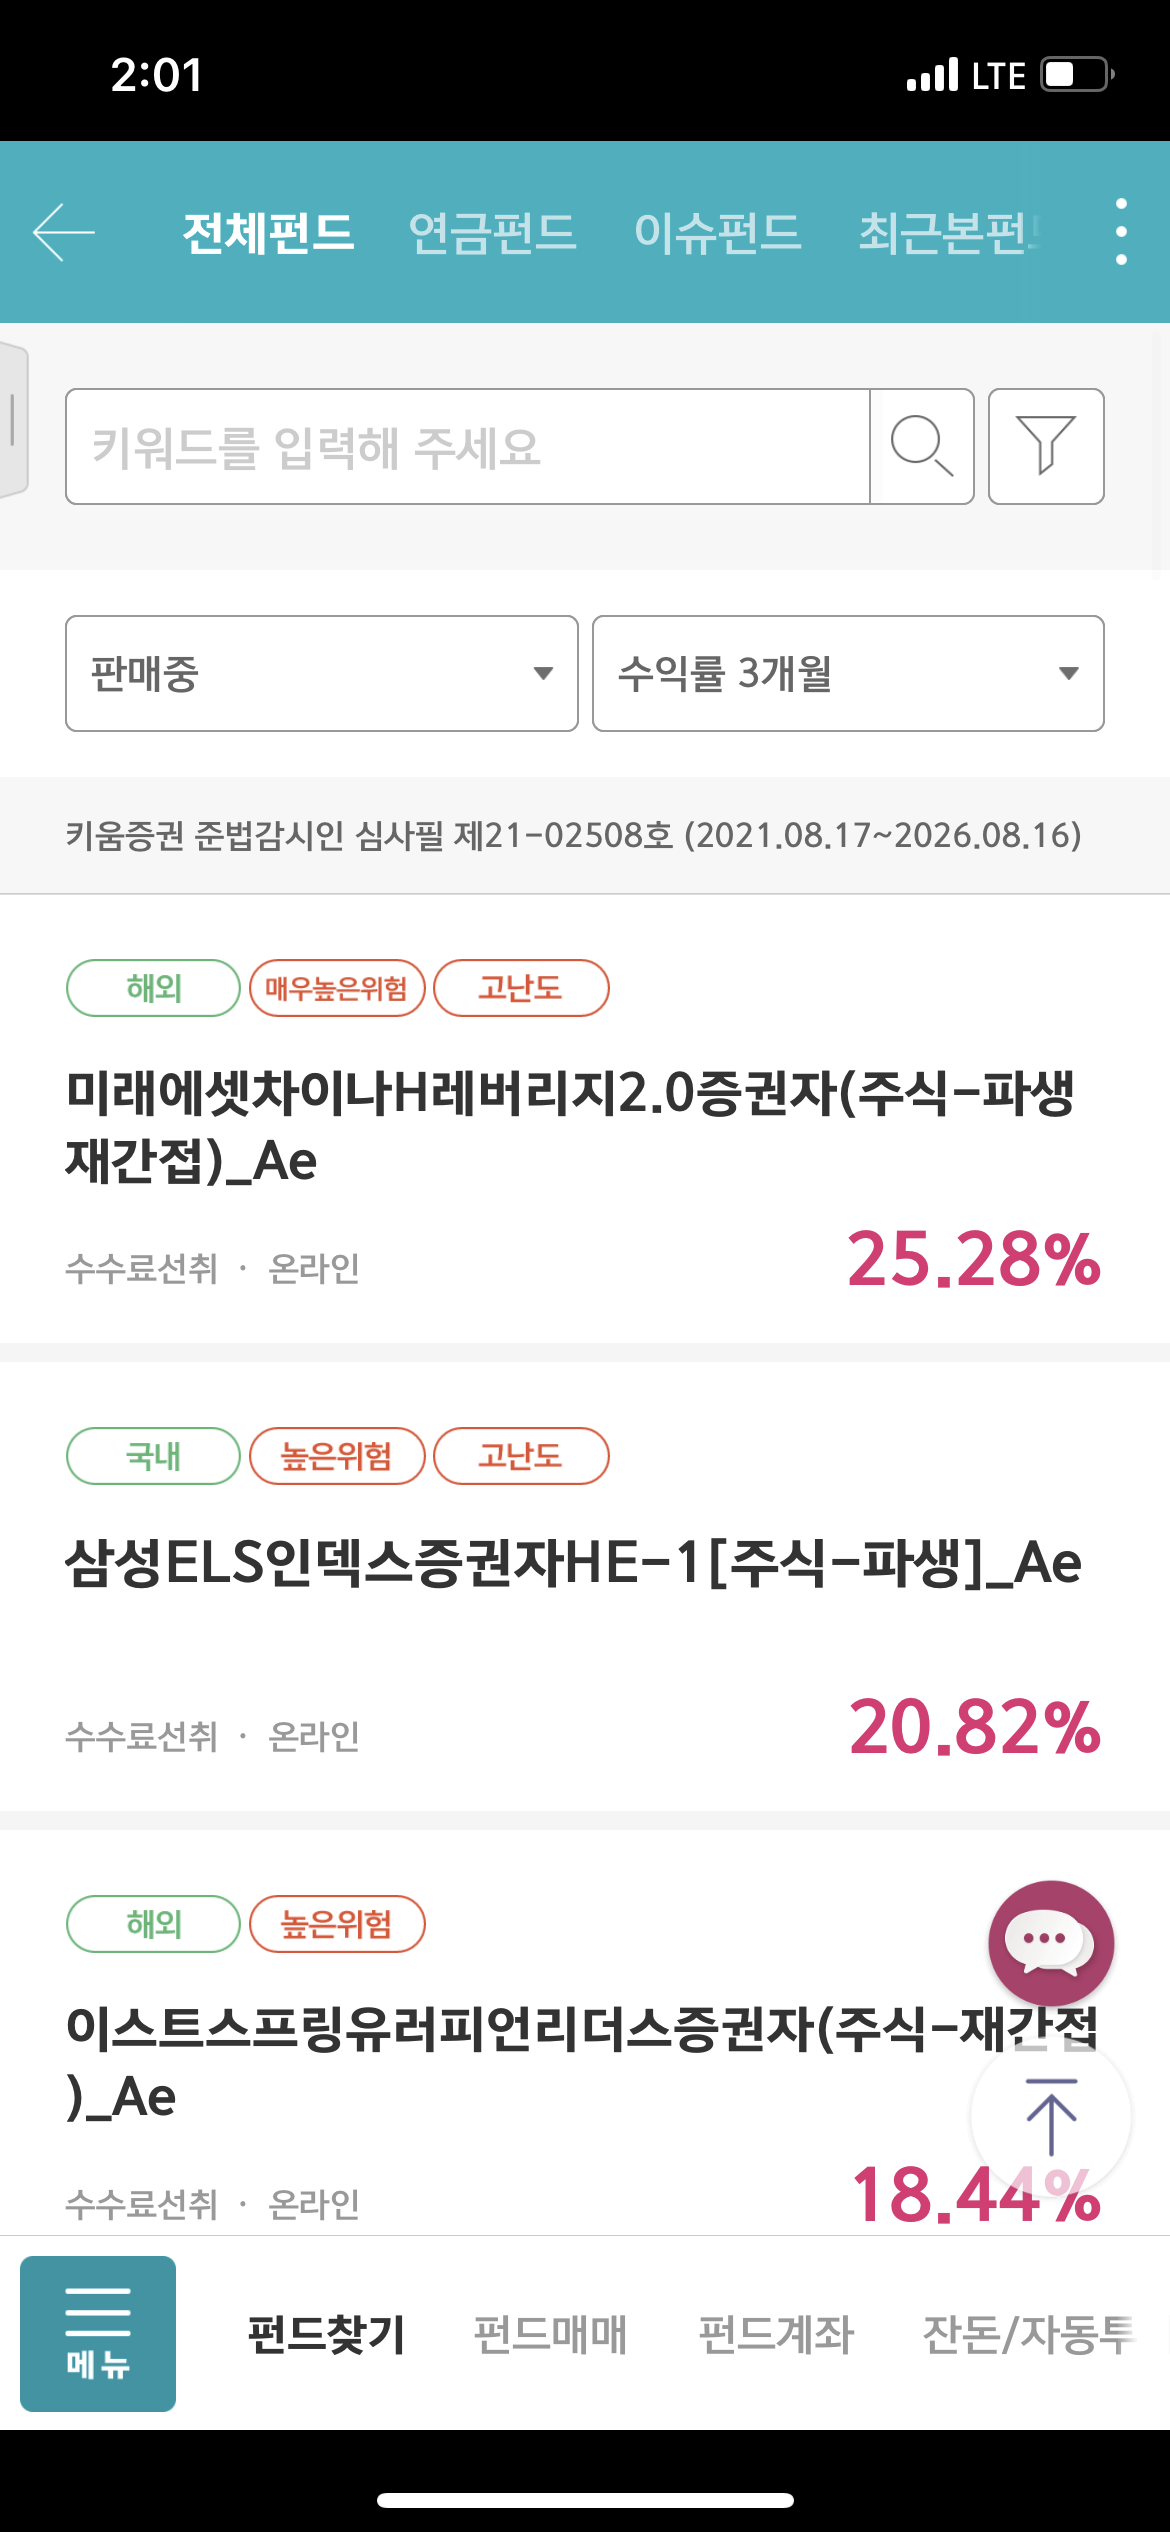 2:01 LTE
전체펀드 연금펀드 이슈펀드 최근본펀
키워드를 입력해 주세요
판매중 수익률 3개월
키움증권 준법감시인 심사필 제21-02508호 (2021.08.17~2026.08.16)
해외 매우높은위험 고난도
미래에셋차이나H레버리지2.0증권자(주식-파생
재간접)_Ae
수수료선취 · 온라인 25.28%
국내 높은위험 고난도
삼성ELS인덱스증권자HE-1[주식-파생]_Ae
수수료선취 · 온라인 20.82%
해외 높은위험
이스트스프링유러피언리더스증권자(주식-재간접
)_Ae
수수료선취 · 온라인 18.44%
메뉴 펀드찾기 펀드매매 펀드계좌 잔돈/자동투